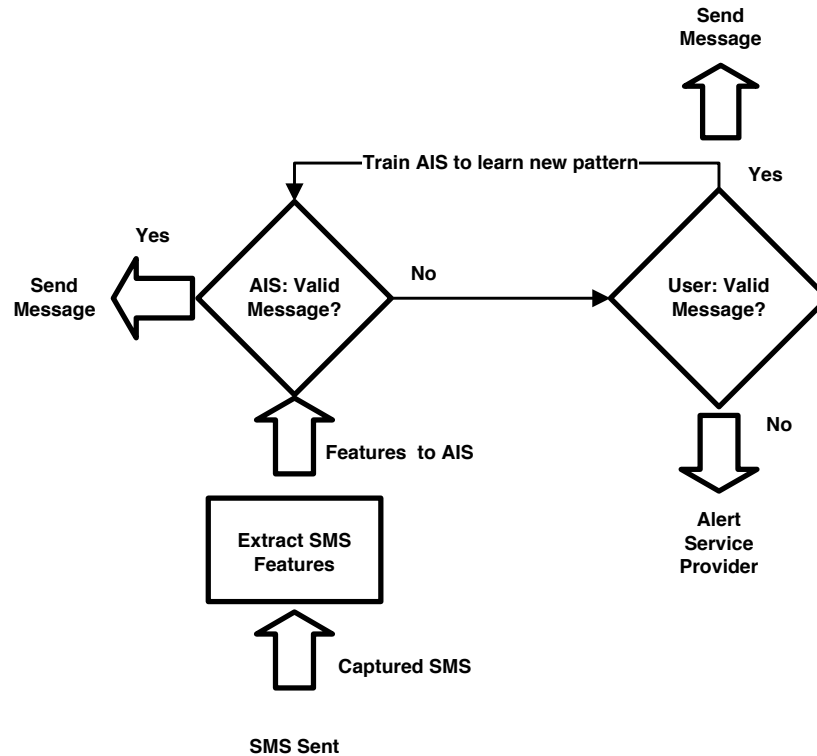 Send
Message
Train AIS to learn new pattern
Yes
Yes
Send
Message
AIS: Valid
Message?
No
User: Valid
Message?
No
Features to AIS
Alert
Service
Provider
Extract SMS
Features
Captured SMS
SMS Sent